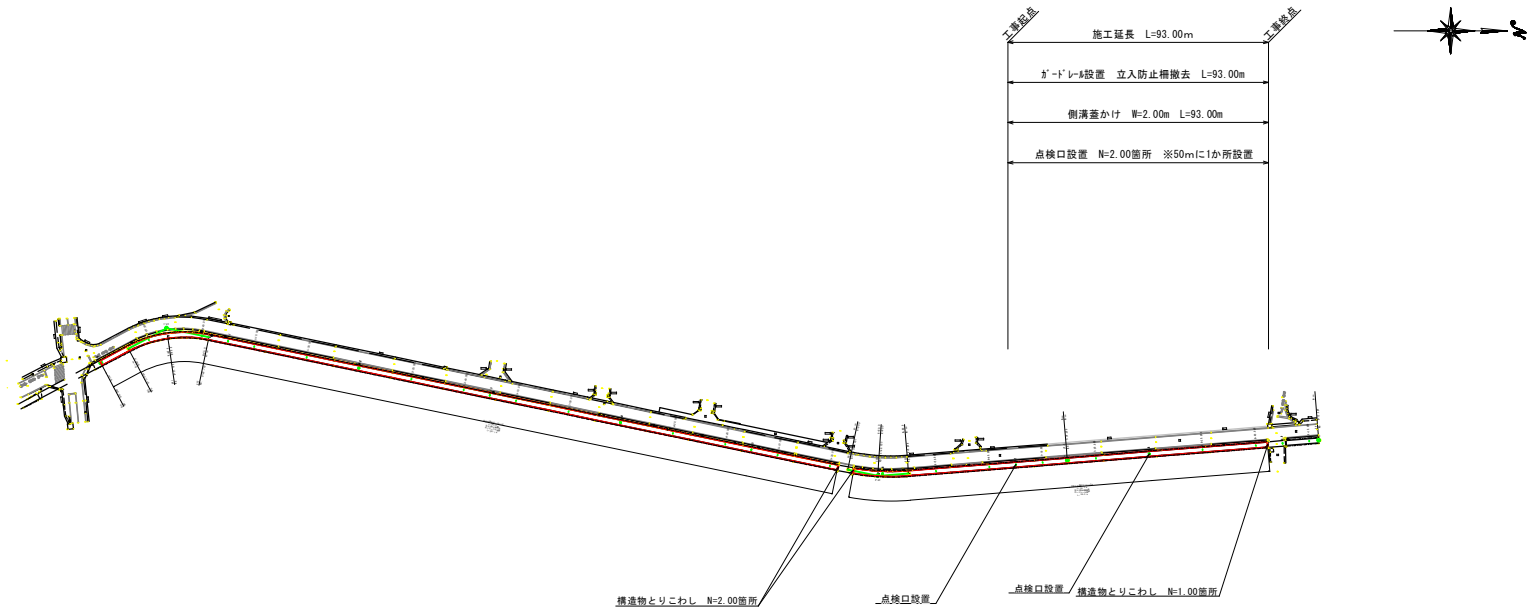 工事起点
工事終点
施工延長 L=93.00m
ｶﾞｰﾄﾞﾚｰﾙ設置 立入防止柵撤去 L=93.00m
側溝蓋かけ W=2.00m L=93.00m
点検口設置 N=2.00箇所 ※50mに1か所設置
構造物とりこわし N=2.00箇所
点検口設置
点検口設置
構造物とりこわし N=1.00箇所